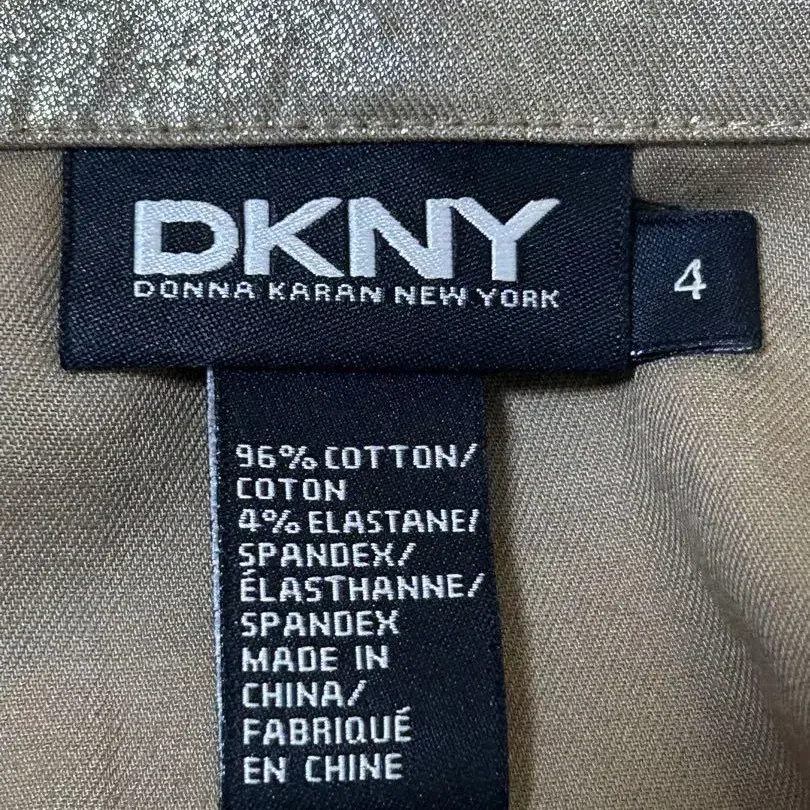 DKNY
DONNA KARAN NEW YORK
4
96% COTTON/
COTON
4% ELASTANE/
SPANDEX/
ÉLASTHANNE/
SPANDEX
MADE IN
CHINA/
FABRIQUÉ
EN CHINE